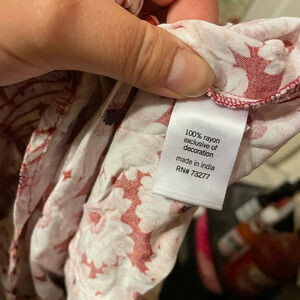 100% rayon
exclusive of
decoration
made in india
RN# 73277